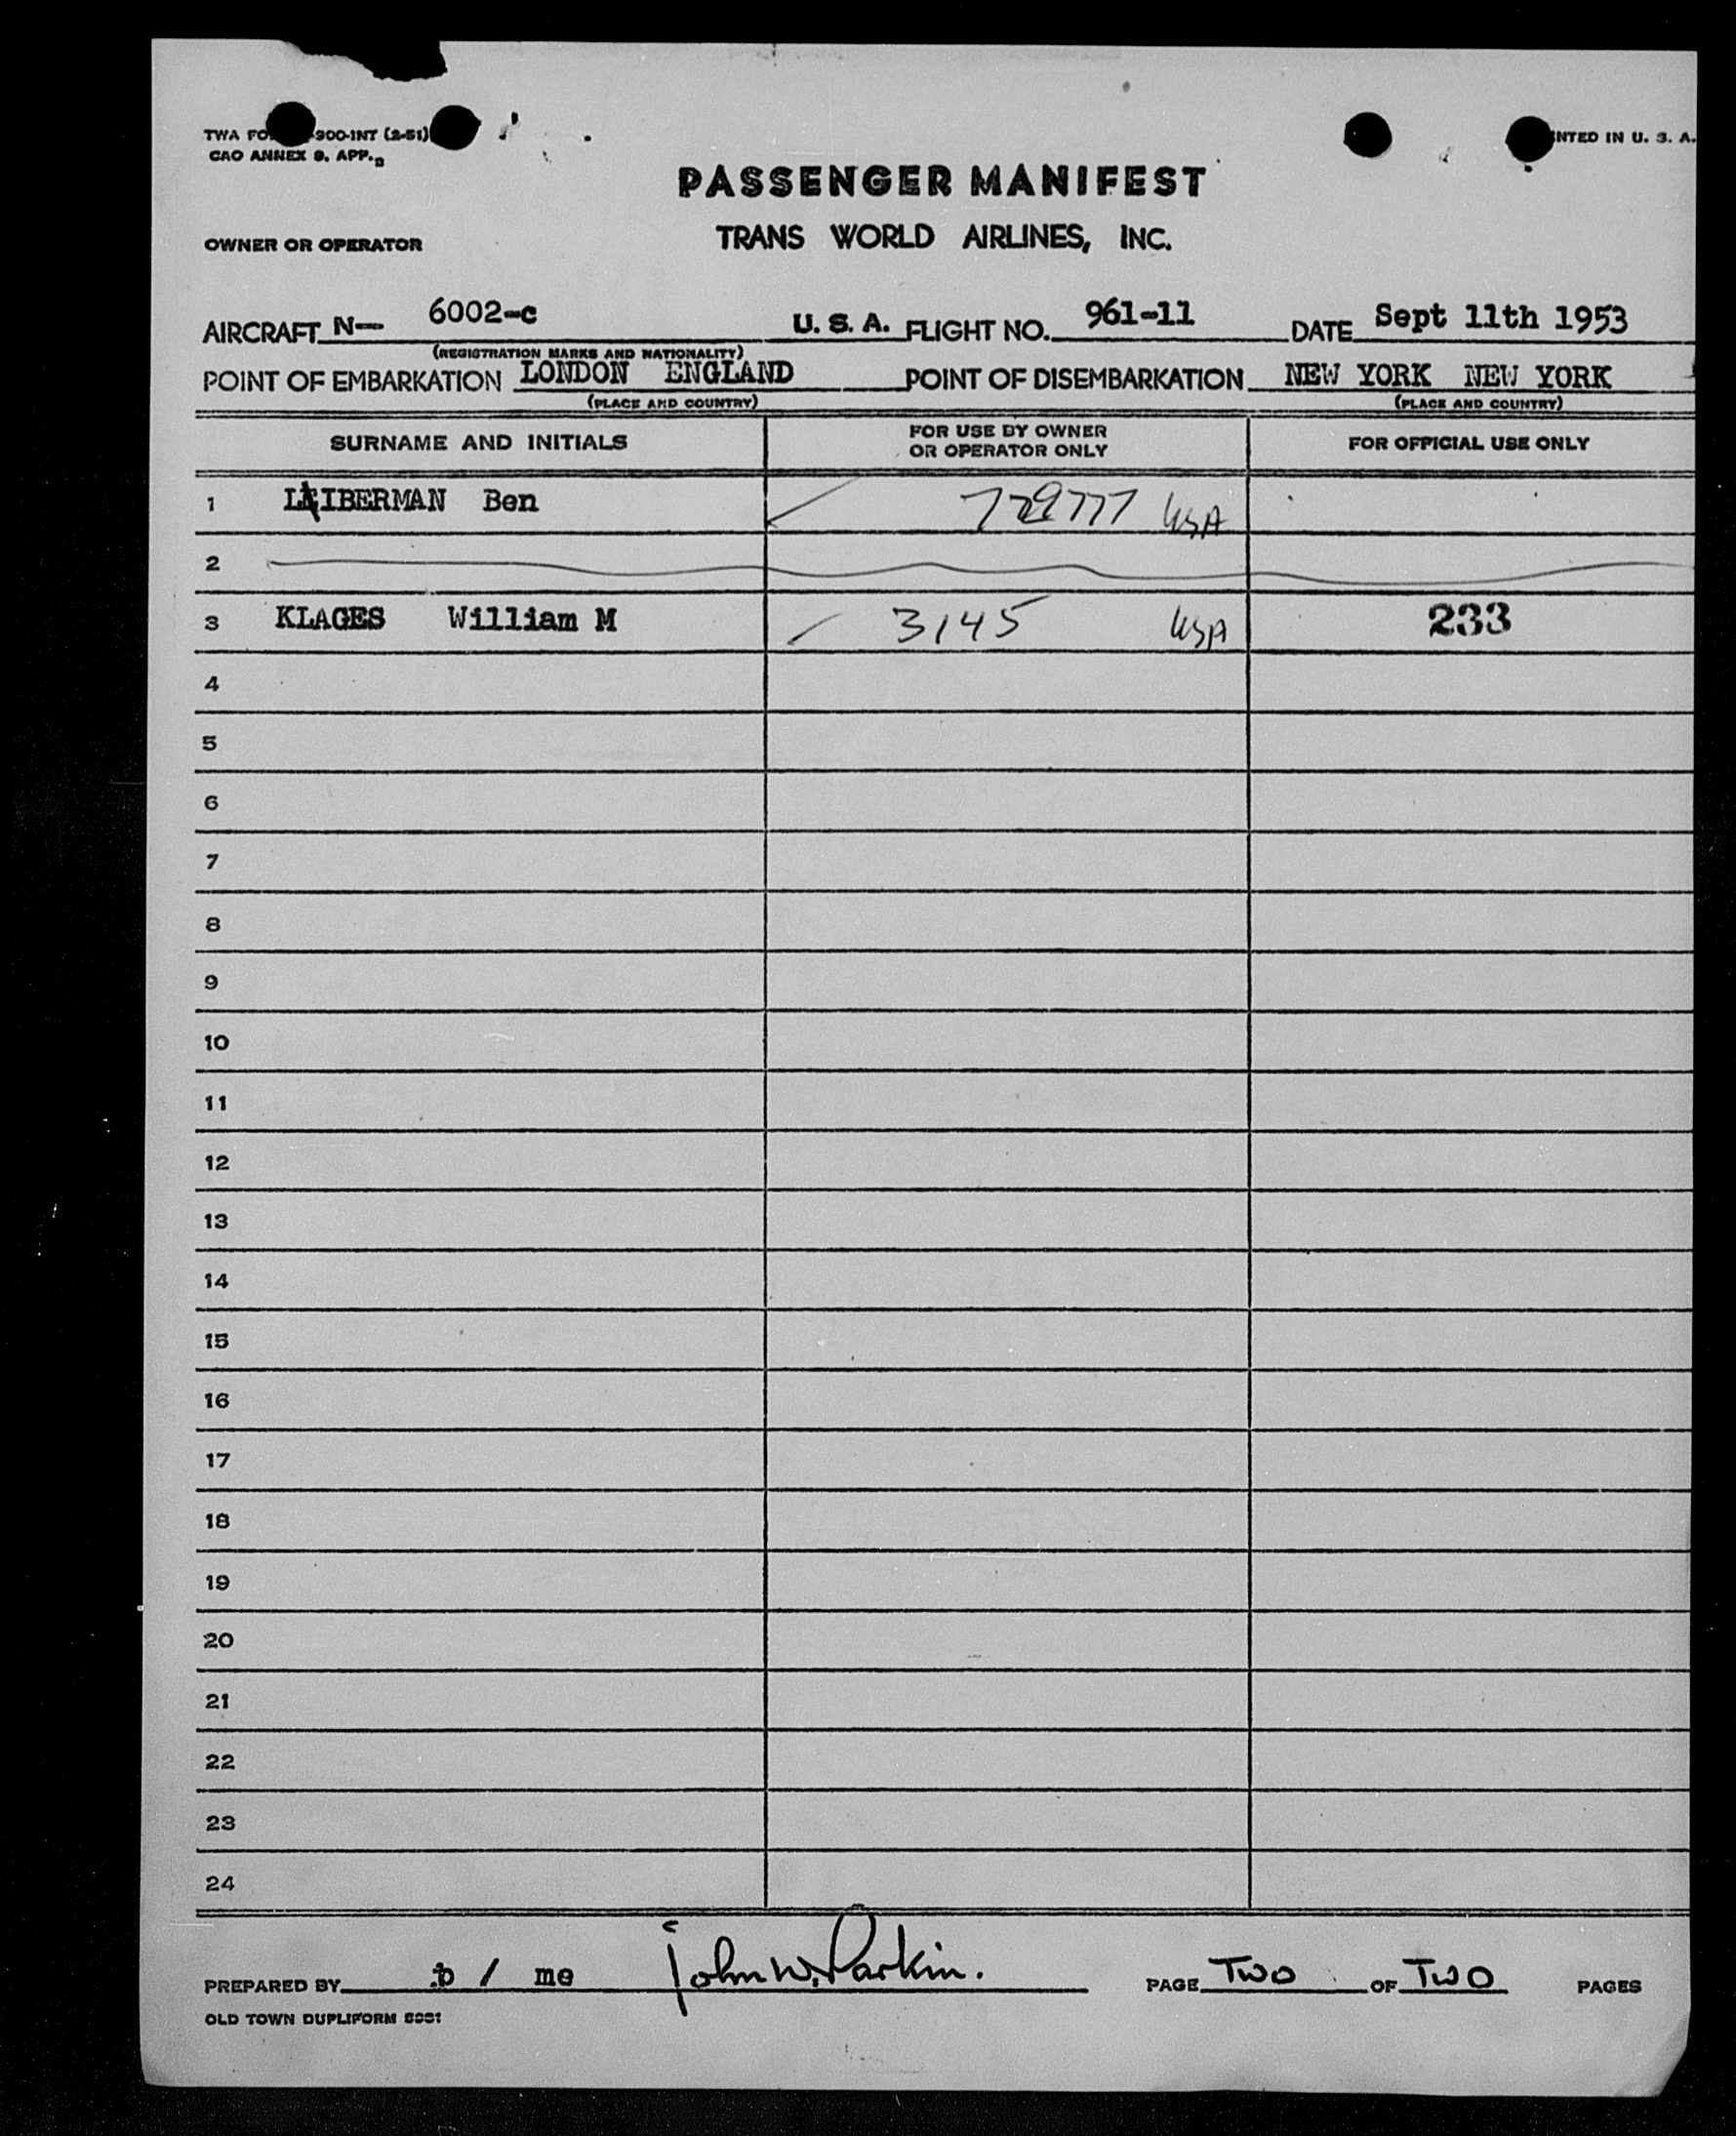 TWA FO -300-INT (2-51)
CAO ANNEX 9. APP.
NTED IN U. S. A.
PASSENGER MANIFEST
OWNER OR OPERATOR TRANS WORLD AIRLINES, INC.
AIRCRAFT N-- 6002-c U. S. A. FLIGHT NO. 961-11 DATE Sept 11th 1953
(REGISTRATION MARKS AND NATIONALITY)
POINT OF EMBARKATION LONDON ENGLAND POINT OF DISEMBARKATION NEW YORK NEW YORK
(PLACE AND COUNTRY) (PLACE AND COUNTRY)
SURNAME AND INITIALS FOR USE BY OWNER OR OPERATOR ONLY FOR OFFICIAL USE ONLY
1 LIBERMAN Ben 729777 USA
2
3 KLAGES William M 3145 USA 233
4
5
6
7
8
9
10
11
12
13
14
15
16
17
18
19
20
21
22
23
24
PREPARED BY / me John W. Parkin. PAGE TWO OF TWO PAGES
OLD TOWN DUPLIFORM